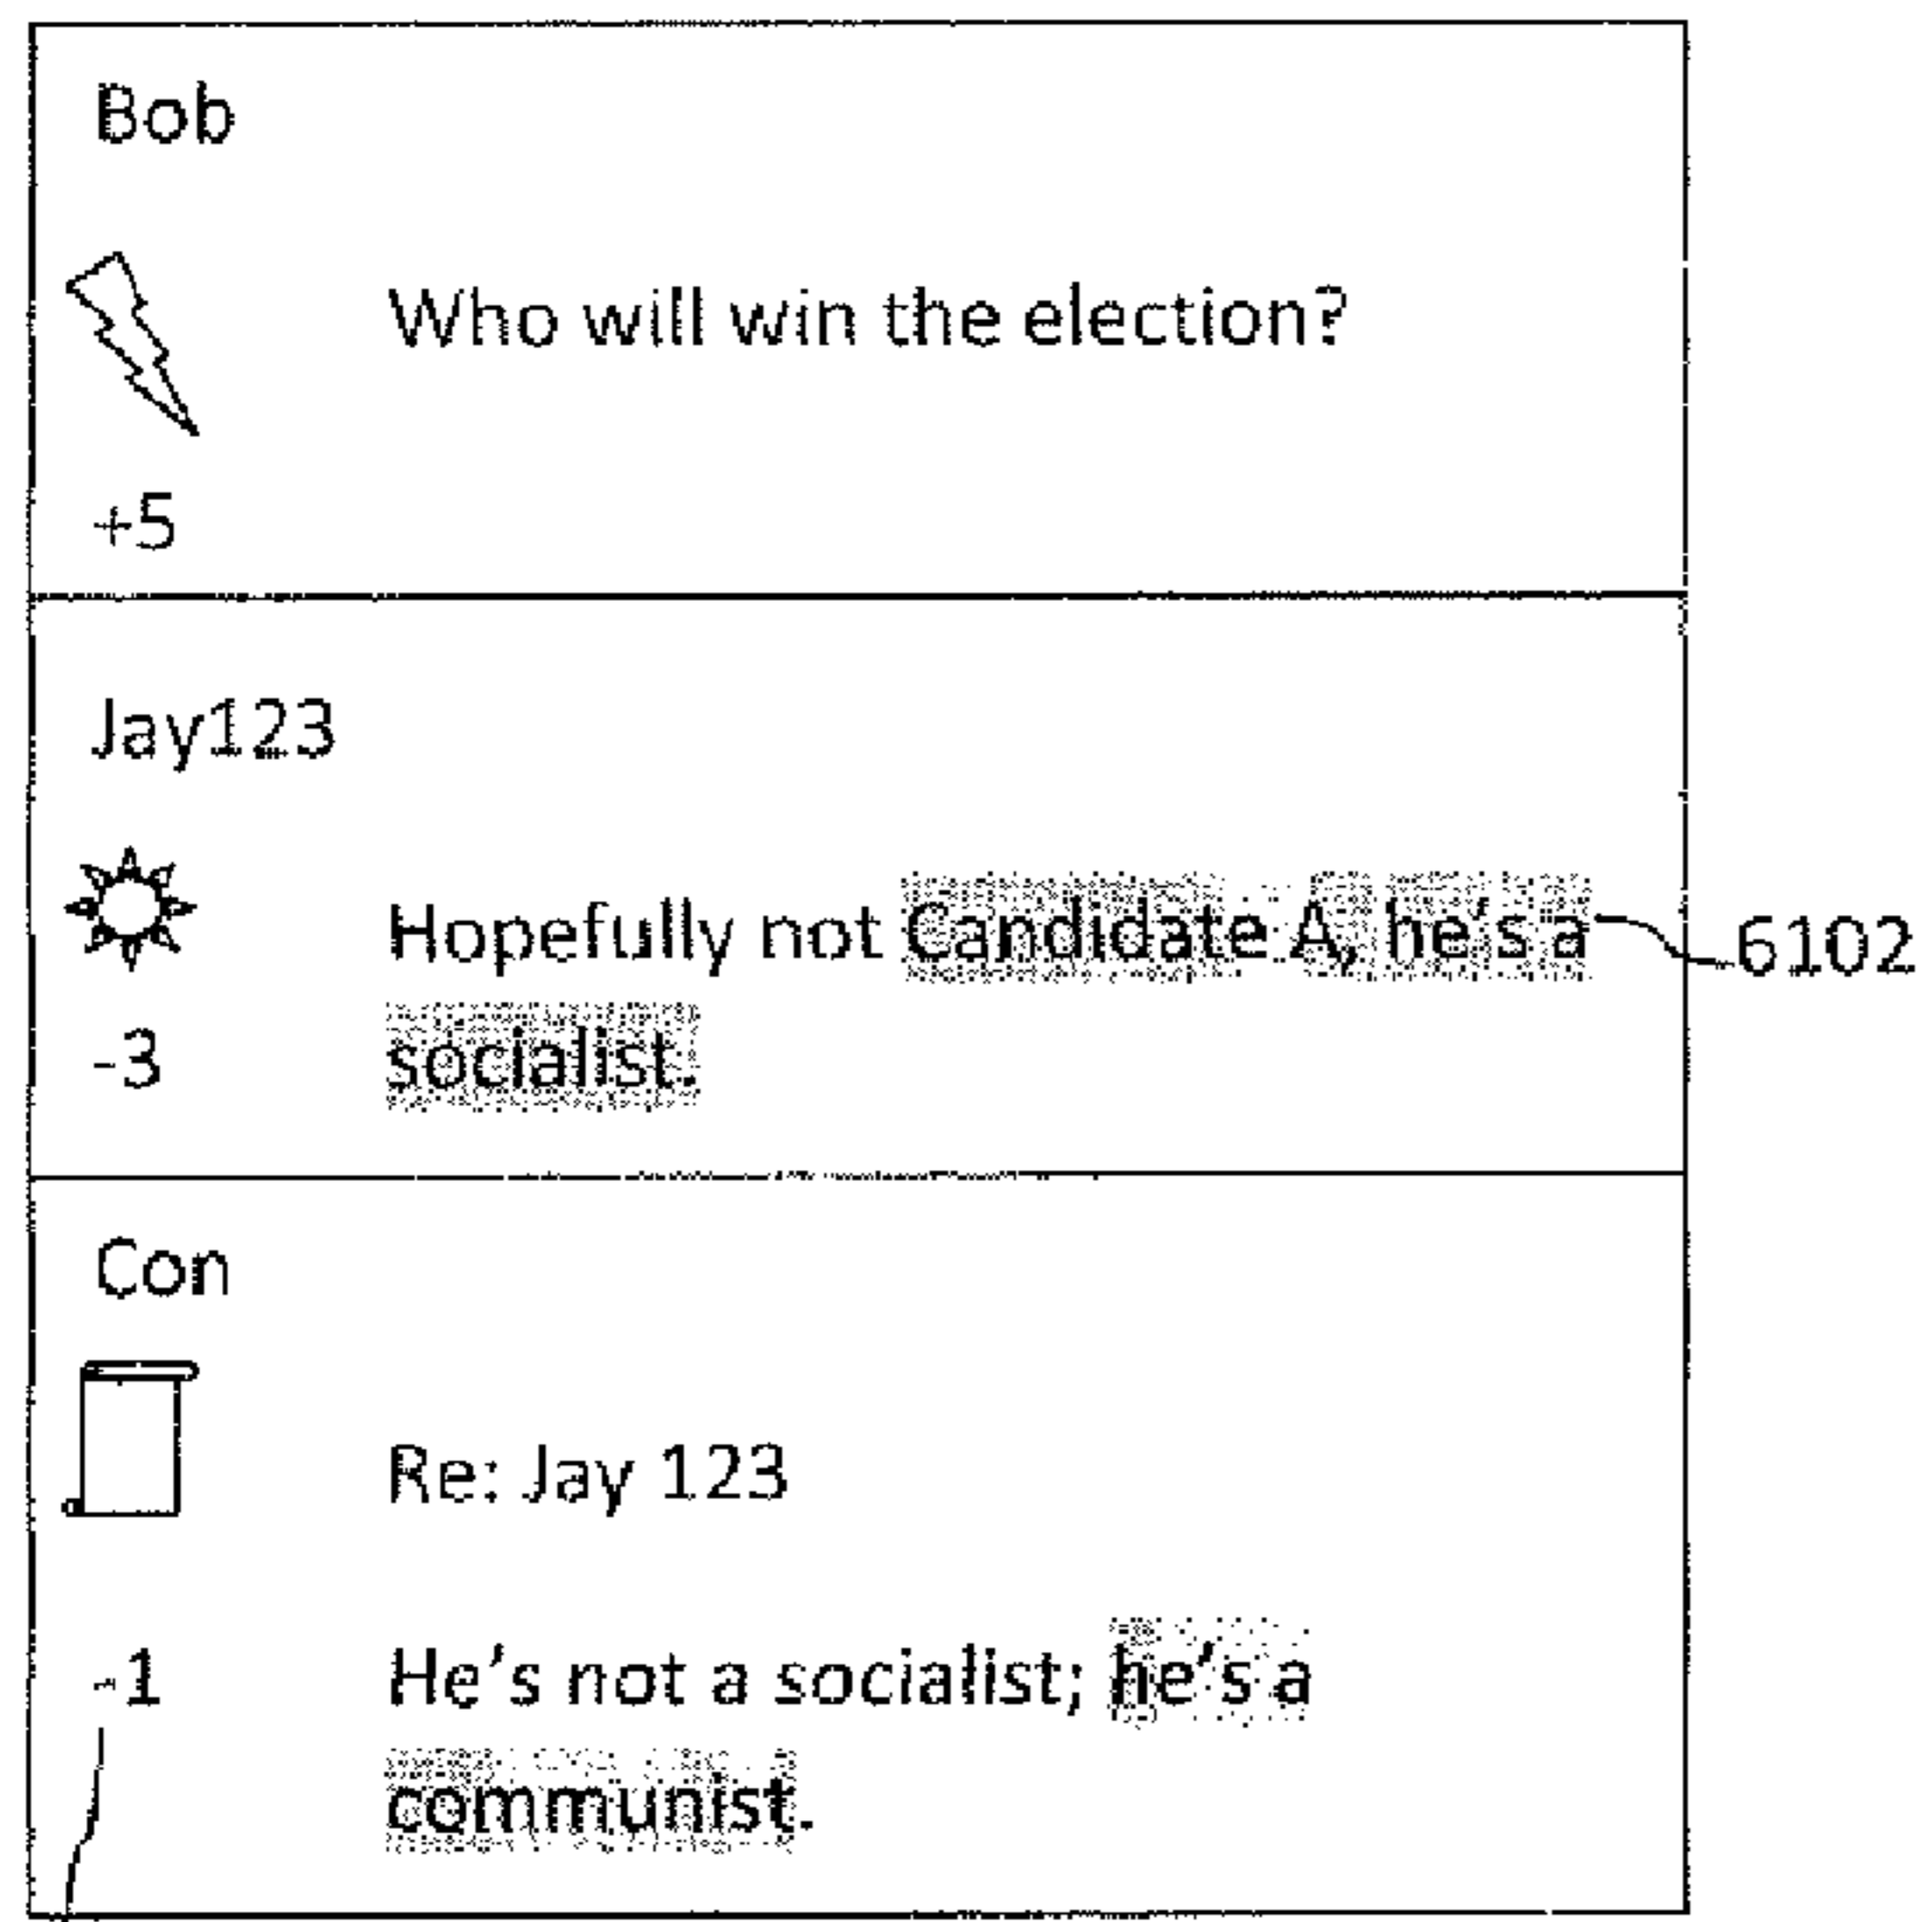 Bob
Who will win the election?
+5
Jay123
Hopefully not Candidate A, he's a
6102
-3
socialist.
Con
Re: Jay 123
-1
He's not a socialist; he's a
communist.